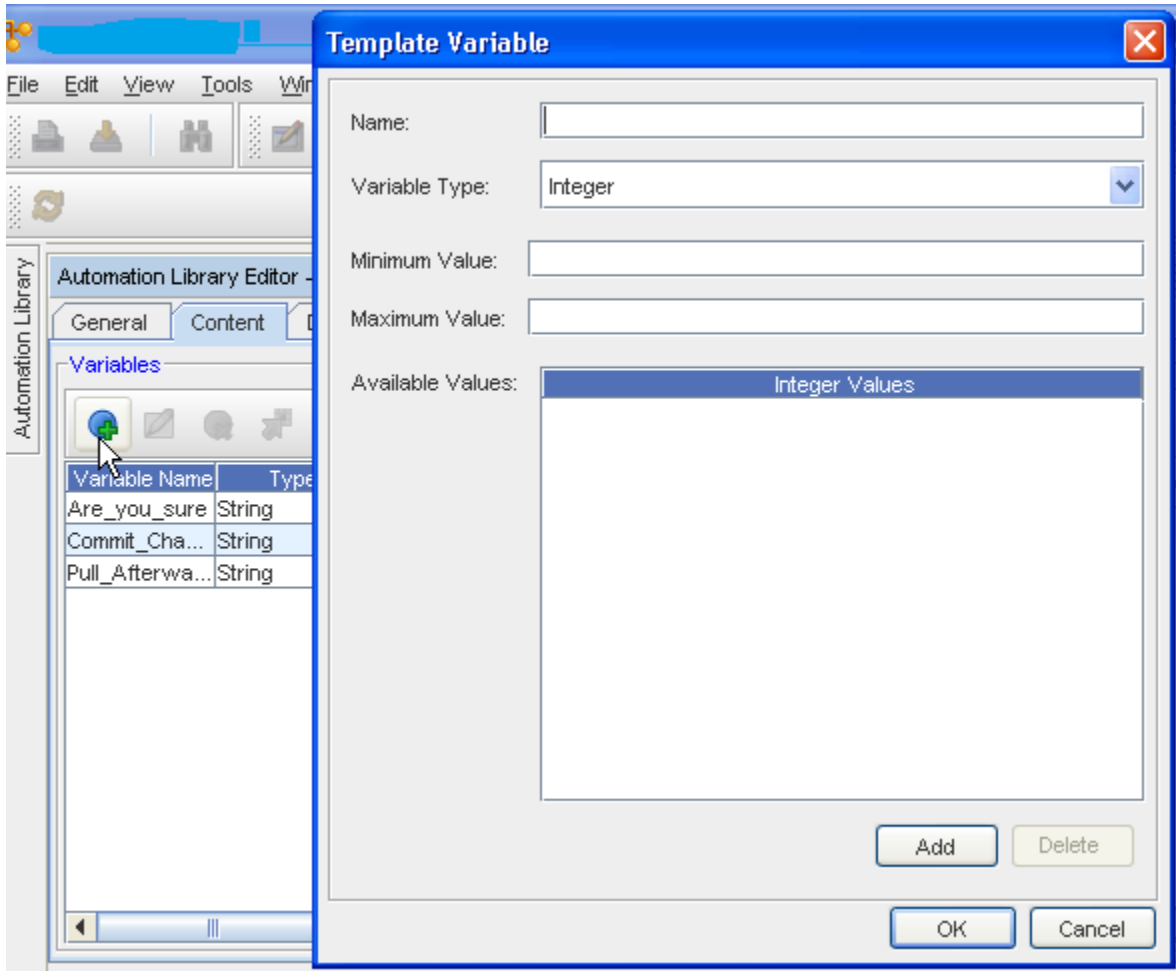 File Edit View Tools
Automation Library
Automation Library Editor -
General Content
Variables
Variable Name Type
Are_you_sure String
Commit_Cha... String
Pull_Afterwa... String
Template Variable
Name:
Variable Type: Integer
Minimum Value:
Maximum Value:
Available Values: Integer Values
Add Delete
OK Cancel